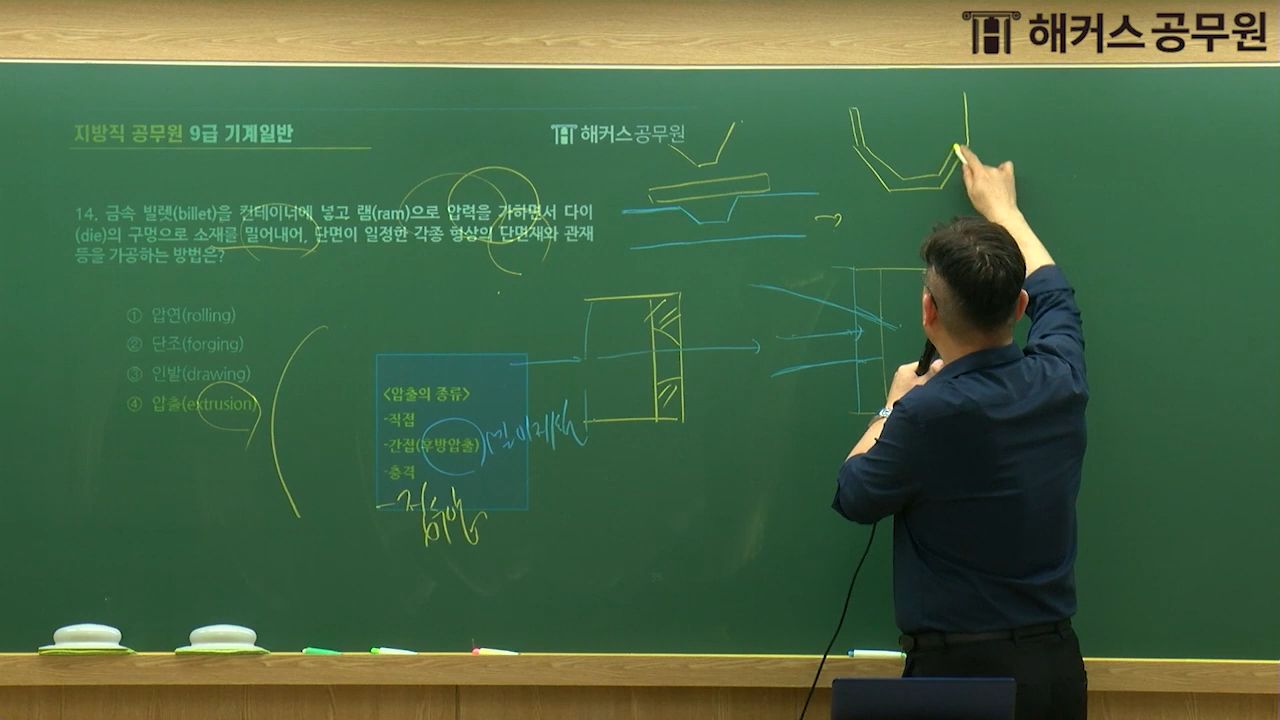 해커스공무원
지방직 공무원 9급 기계일반
해커스공무원
14. 금속 빌렛(billet)을 컨테이너에 넣고 램(ram)으로 압력을 가하면서 다이
(die)의 구멍으로 소재를 밀어내어, 단면이 일정한 각종 형상의 단면재와 관재
등을 가공하는 방법은?
① 압연(rolling)
② 단조(forging)
③ 인발(drawing)
④ 압출(extrusion)
<압출의 종류>
-직접
-간접(후방압출)
-충격